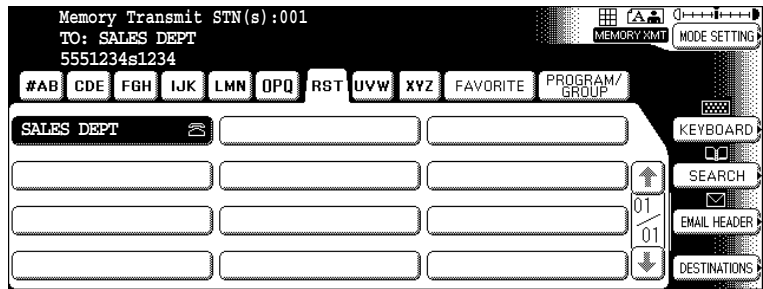 Memory Transmit STN(s):001
TO: SALES DEPT
5551234s1234
MEMORY XMT
MODE SETTING
#AB CDE FGH IJK LMN OPQ RST UVW XYZ FAVORITE PROGRAM/
GROUP
SALES DEPT
KEYBOARD
SEARCH
01
01
EMAIL HEADER
DESTINATIONS